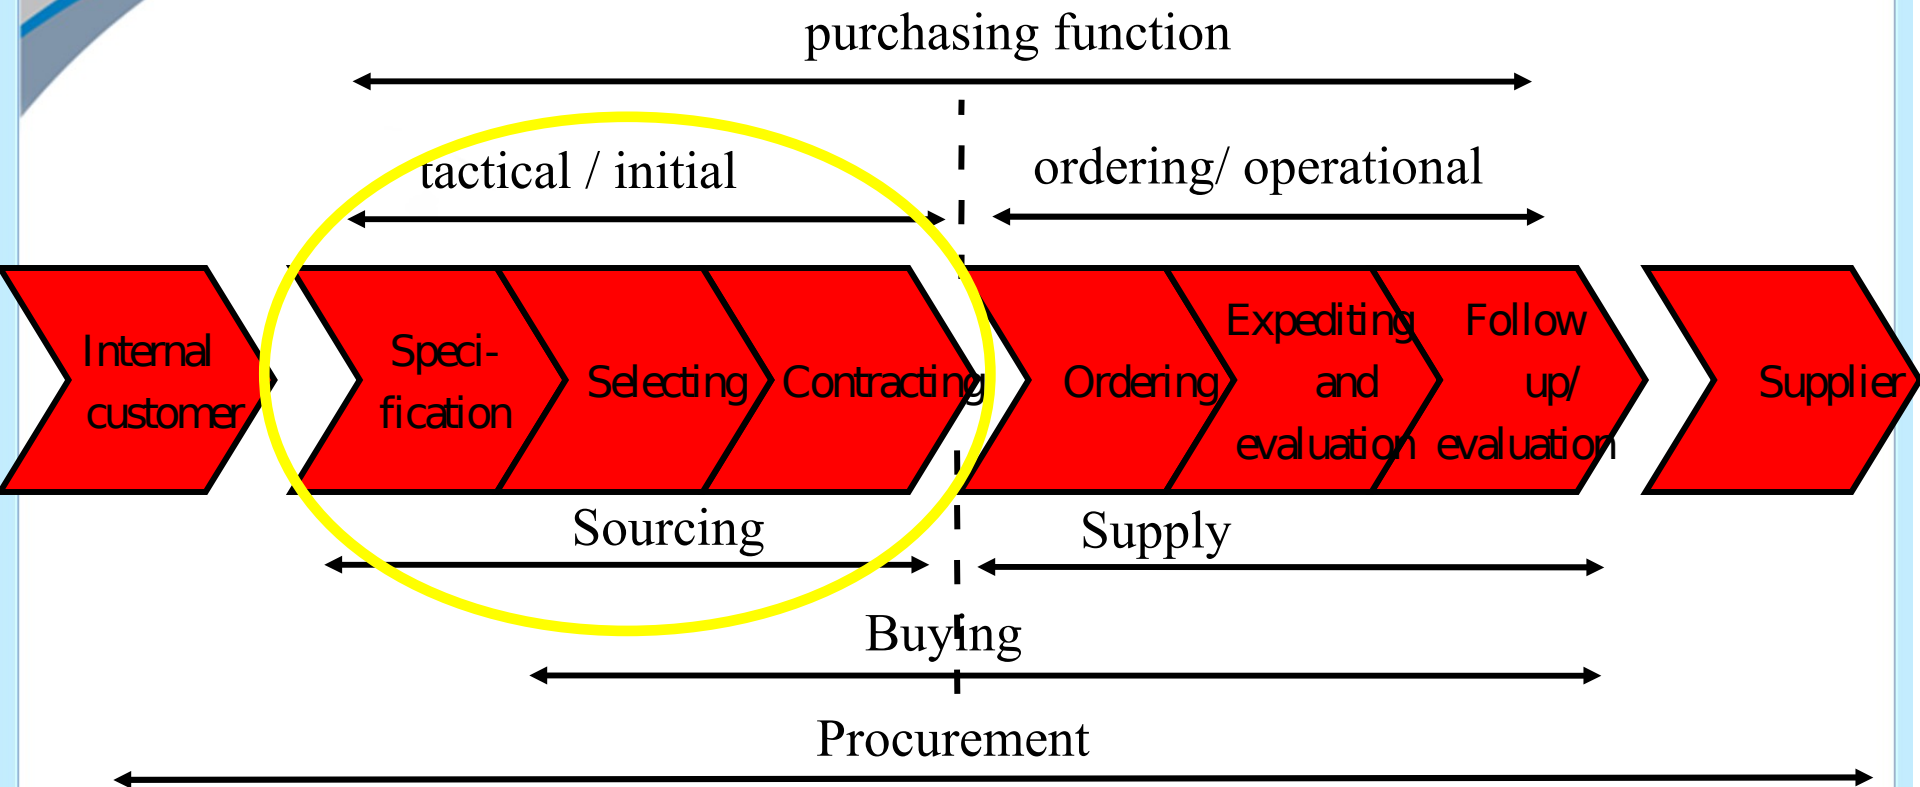 purchasing function
tactical / initial
ordering/ operational
Internal
customer
Speci-
fication
Selecting
Contracting
Ordering
Expediting
and
evaluation
Follow
up/
evaluation
Supplier
Sourcing
Supply
Buying
Procurement